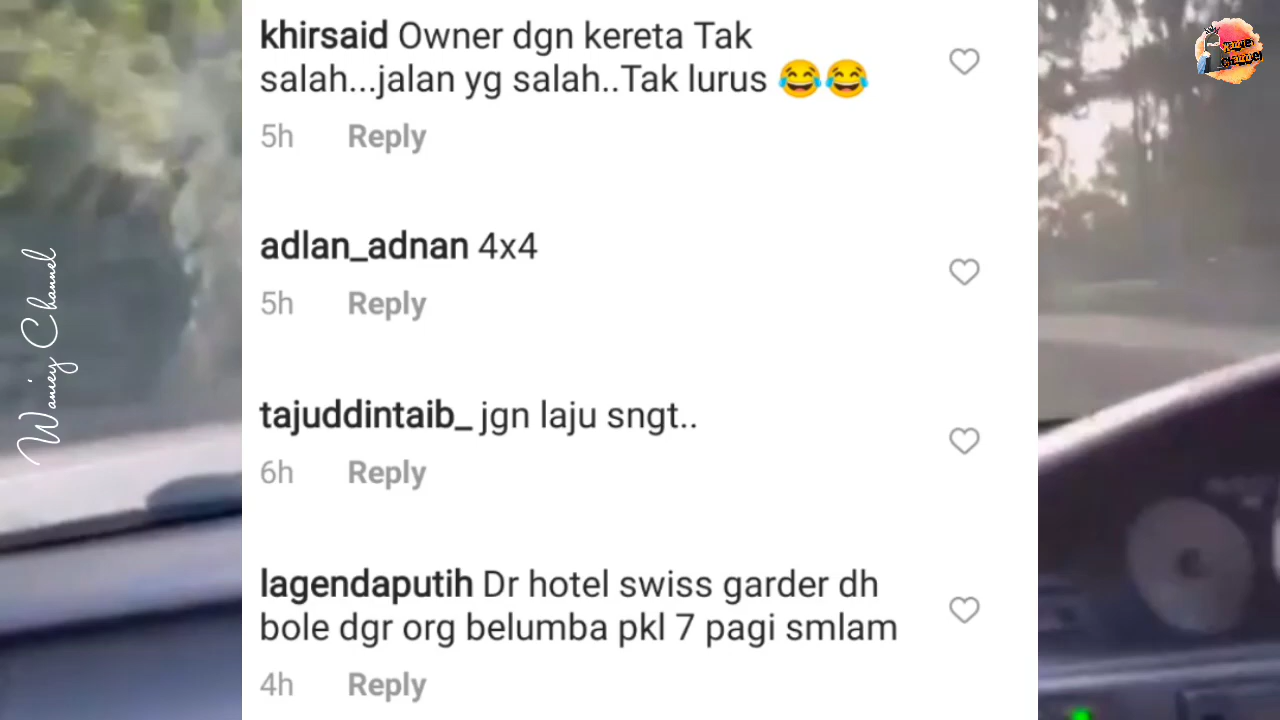 khirsaid Owner dgn kereta Tak
salah...jalan yg salah..Tak lurus 😂😂
5h Reply
adlan_adnan 4x4
5h Reply
tajuddintaib_ jgn laju sngt..
6h Reply
lagendaputih Dr hotel swiss garder dh
bole dgr org belumba pkl 7 pagi smlam
4h Reply
Waniey Channel